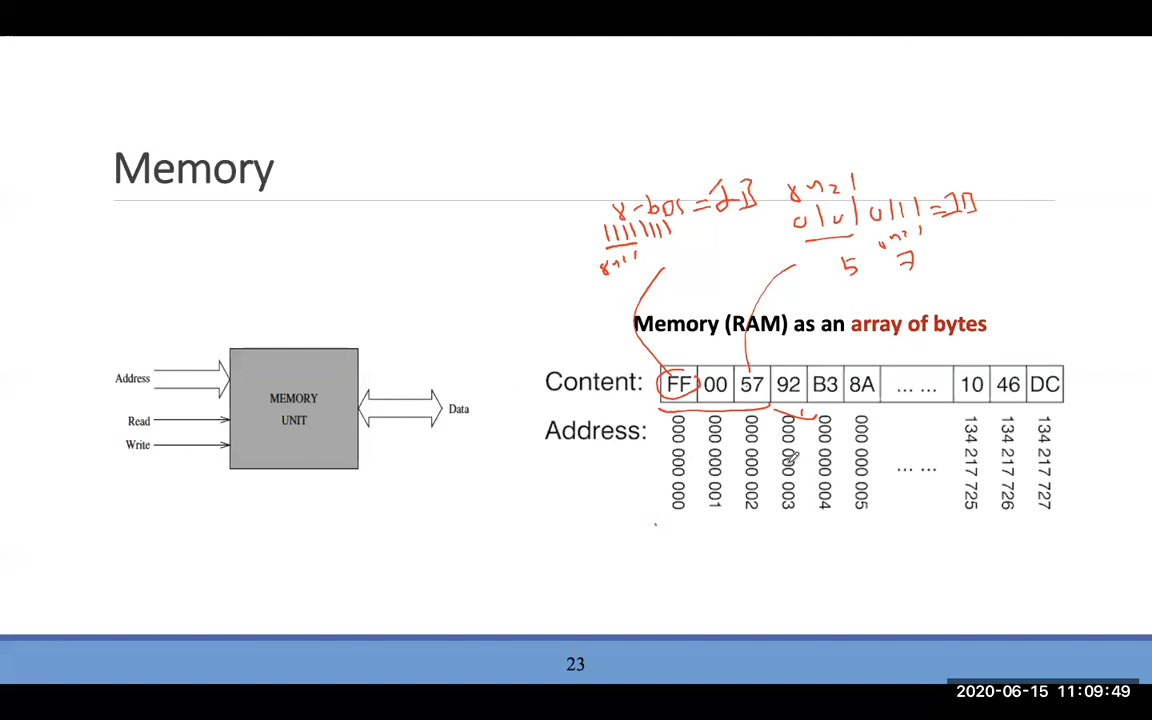 Memory
8421
= 1B
11111111
0101 0111
8421
5 7
Memory (RAM) as an array of bytes
Content: FF 00 57 92 B3 8A ... ... 10 46 DC
Address: 000 000 000 000 000 001 000 000 002 000 000 003 000 000 004 000 000 005 ... ... 134 217 725 134 217 726 134 217 727
Address
Read
Write
MEMORY
UNIT
Data
23
2020-06-15 11:09:49